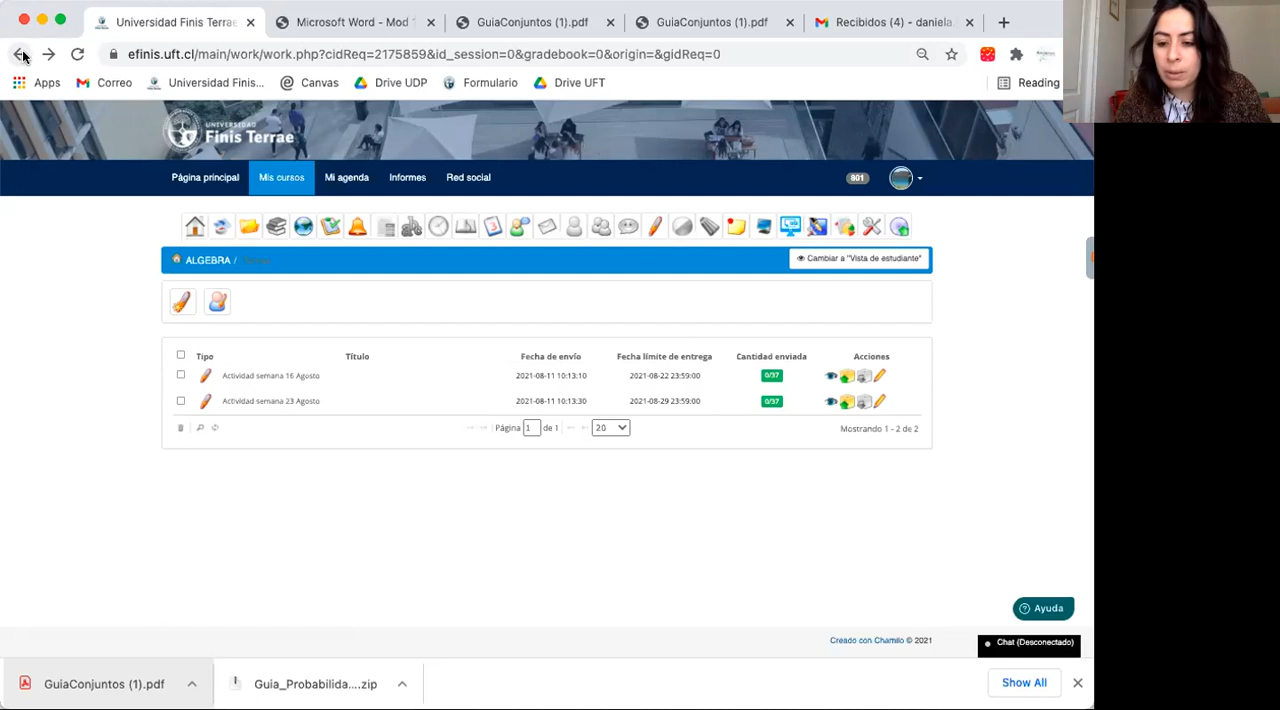 Universidad Finis Terrae
Microsoft Word - Mod
GuiaConjuntos (1).pdf
GuiaConjuntos (1).pdf
Recibidos (4) - daniela.
efinis.uft.cl/main/work/work.php?cidReq=2175859&id_session=0&gradebook=0&origin=&gidReq=0
Apps
Correo
Universidad Finis...
Canvas
Drive UDP
Formulario
Drive UFT
Reading
UNIVERSIDAD
Finis Terrae
Página principal
Mis cursos
Mi agenda
Informes
Red social
801
ALGEBRA /
Cambiar a "Vista de estudiante"
Tipo Título Fecha de envío Fecha límite de entrega Cantidad enviada Acciones
Actividad semana 16 Agosto 2021-08-11 10:13:10 2021-08-22 23:59:00 0/37
Actividad semana 23 Agosto 2021-08-11 10:13:30 2021-08-29 23:59:00 0/37
Página 1 de 1 20 Mostrando 1 - 2 de 2
Ayuda
Creado con Chamilo © 2021
Chat (Desconectado)
GuiaConjuntos (1).pdf
Guia_Probabilida....zip
Show All